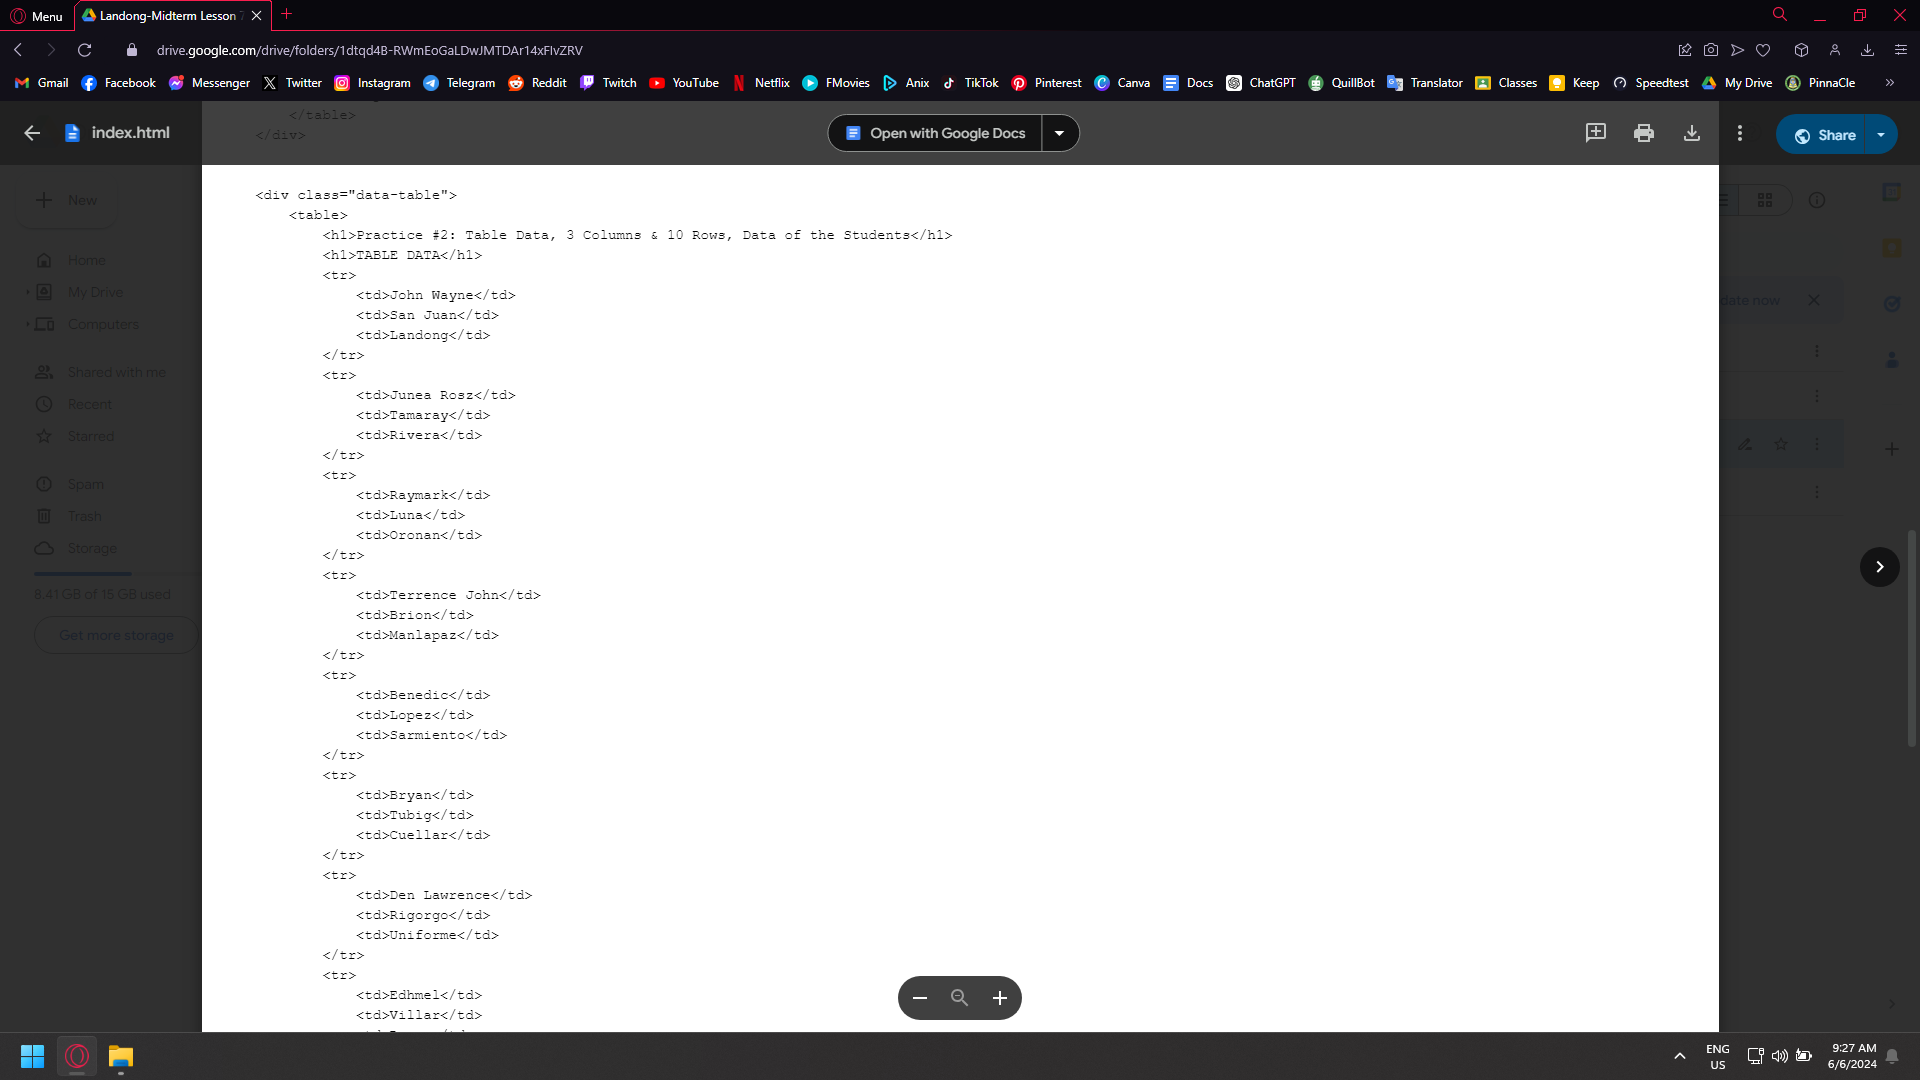 Menu
Landong-Midterm Lesson 7
drive.google.com/drive/folders/1dtqd4B-RWmEoGaLDwJMTDAr14xFIvZRV
Gmail Facebook Messenger Twitter Instagram Telegram Reddit Twitch YouTube Netflix FMovies Anix TikTok Pinterest Canva Docs ChatGPT QuillBot Translator Classes Keep Speedtest My Drive PinnaCle »
</table>
</div>
index.html
Open with Google Docs
Share
New
Home
My Drive
Computers
Shared with me
Recent
Starred
Spam
Trash
Storage
8.41 GB of 15 GB used
Get more storage
date now
<div class="data-table">
<table>
<h1>Practice #2: Table Data, 3 Columns & 10 Rows, Data of the Students</h1>
<h1>TABLE DATA</h1>
<tr>
<td>John Wayne</td>
<td>San Juan</td>
<td>Landong</td>
</tr>
<tr>
<td>Junea Rosz</td>
<td>Tamaray</td>
<td>Rivera</td>
</tr>
<tr>
<td>Raymark</td>
<td>Luna</td>
<td>Oronan</td>
</tr>
<tr>
<td>Terrence John</td>
<td>Brion</td>
<td>Manlapaz</td>
</tr>
<tr>
<td>Benedic</td>
<td>Lopez</td>
<td>Sarmiento</td>
</tr>
<tr>
<td>Bryan</td>
<td>Tubig</td>
<td>Cuellar</td>
</tr>
<tr>
<td>Den Lawrence</td>
<td>Rigorgo</td>
<td>Uniforme</td>
</tr>
<tr>
<td>Edhmel</td>
<td>Villar</td>
ENG
US
9:27 AM
6/6/2024